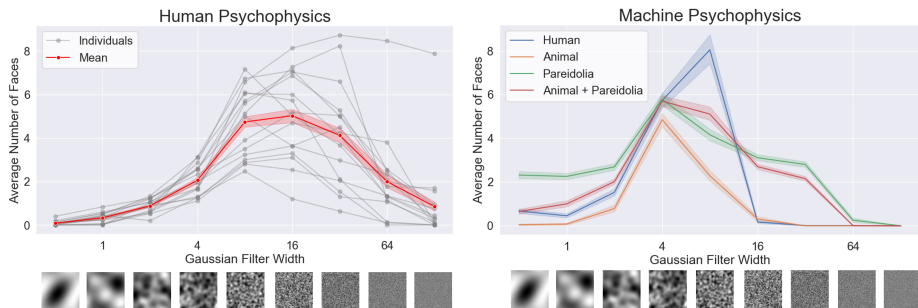 Human Psychophysics
Individuals
Mean
Average Number of Faces
8
6
4
2
0
1
4
16
64
Gaussian Filter Width
Machine Psychophysics
Human
Animal
Pareidolia
Animal + Pareidolia
Average Number of Faces
8
6
4
2
0
1
4
16
64
Gaussian Filter Width